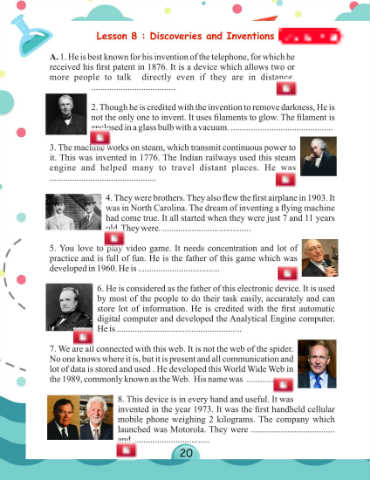 Lesson 8 : Discoveries and Inventions
A. 1. He is best known for his invention of the telephone, for which he
received his first patent in 1876. It is a device which allows two or
more people to talk directly even if they are in distance.
......................................
2. Though he is credited with the invention to remove darkness, He is
not the only one to invent. It uses filaments to glow. The filament is
enclosed in a glass bulb with a vacuum. ..............................................
3. The machine works on steam, which transmit continuous power to
it. This was invented in 1776. The Indian railways used this steam
engine and helped many to travel distant places. He was
................................................
4. They were brothers. They also flew the first airplane in 1903. It
was in North Carolina. The dream of inventing a flying machine
had come true. It all started when they were just 7 and 11 years
old. They were. ........................................
5. You love to play video game. It needs concentration and lot of
practice and is full of fun. He is the father of this game which was
developed in 1960. He is ....................................
6. He is considered as the father of this electronic device. It is used
by most of the people to do their task easily, accurately and can
store lot of information. He is credited with the first automatic
digital computer and developed the Analytical Engine computer.
He is ........................................................
7. We are all connected with this web. It is not the web of the spider.
No one knows where it is, but it is present and all communication and
lot of data is stored and used . He developed this World Wide Web in
the 1989, commonly known as the Web. His name was ..............
8. This device is in every hand and useful. It was
invented in the year 1973. It was the first handheld cellular
mobile phone weighing 2 kilograms. The company which
launched was Motorola. They were ......................................
and ..................................
20